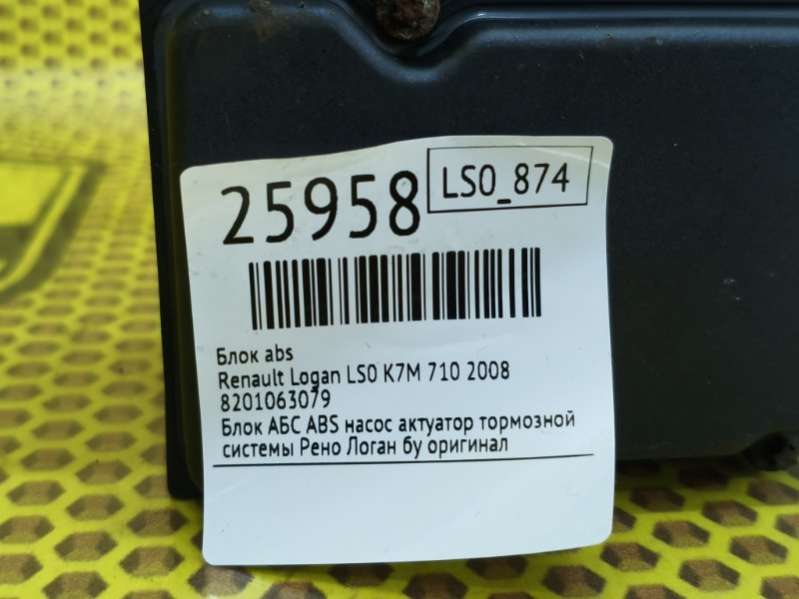 25958
LS0_874
Блок abs
Renault Logan LS0 K7M 710 2008
8201063079
Блок АБС ABS насос актуатор тормозной
системы Рено Логан бу оригинал